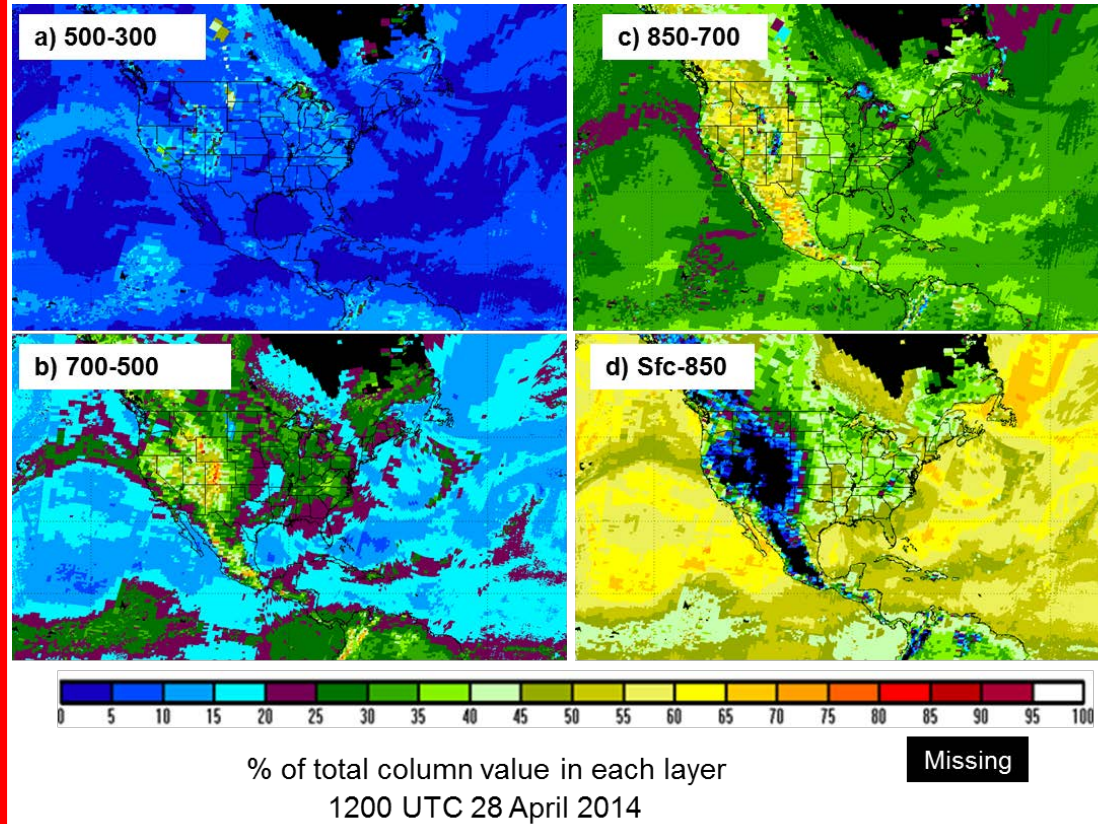 a) 500-300
c) 850-700
b) 700-500
d) Sfc-850
0 5 10 15 20 25 30 35 40 45 50 55 60 65 70 75 80 85 90 95 100
Missing
% of total column value in each layer
1200 UTC 28 April 2014